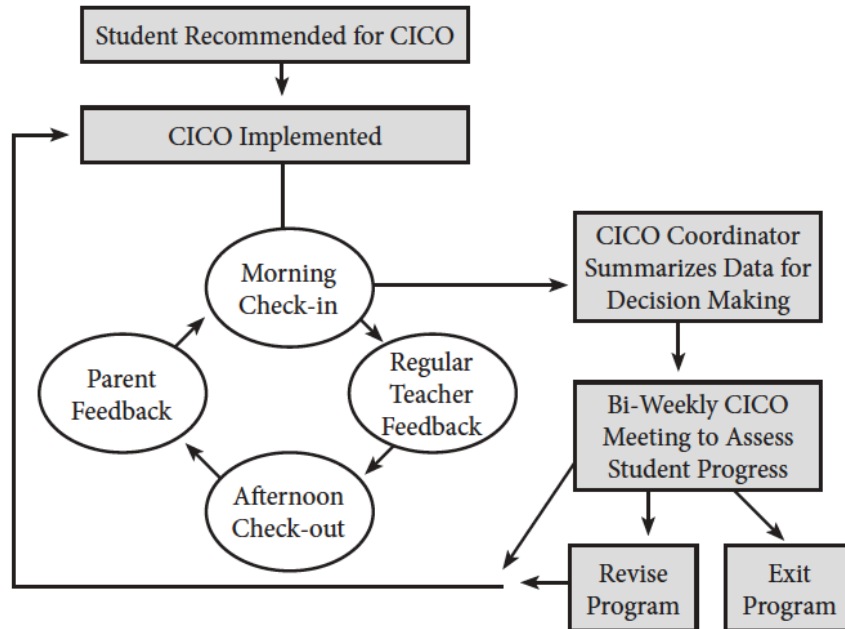 Student Recommended for CICO
CICO Implemented
Morning
Check-in
Regular
Teacher
Feedback
Afternoon
Check-out
Parent
Feedback
CICO Coordinator
Summarizes Data for
Decision Making
Bi-Weekly CICO
Meeting to Assess
Student Progress
Revise
Program
Exit
Program